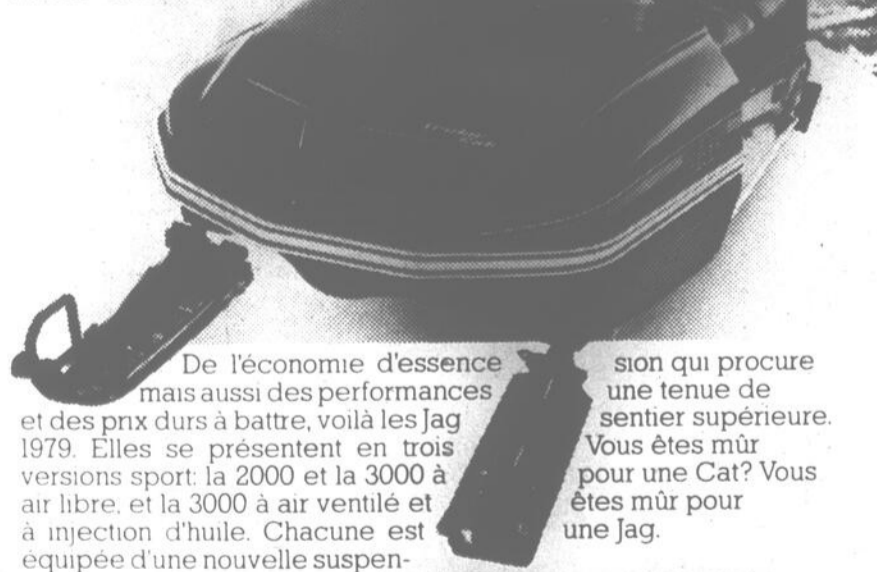 De l'économie d'essence
mais aussi des performances
et des prix durs à battre, voilà les Jag
1979. Elles se présentent en trois
versions sport: la 2000 et la 3000 à
air libre, et la 3000 à air ventilé et
à injection d'huile. Chacune est
équipée d'une nouvelle suspen-
sion qui procure
une tenue de
sentier supérieure.
Vous êtes mûr
pour une Cat? Vous
êtes mûr pour
une Jag.